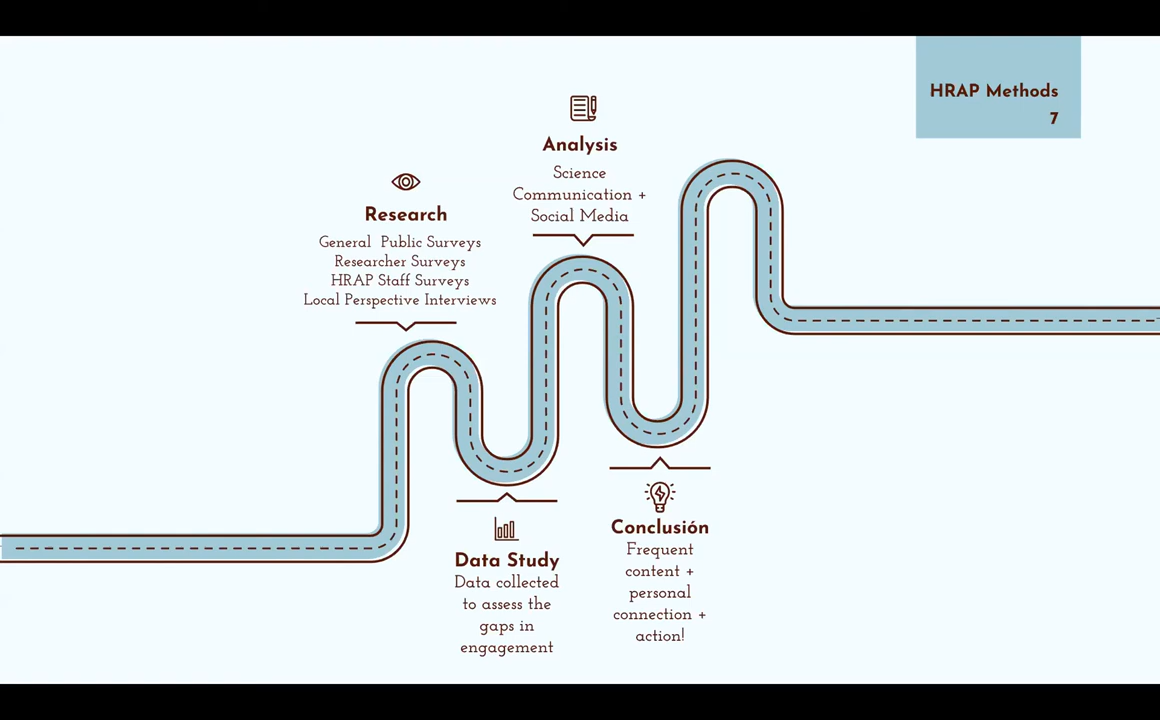 HRAP Methods
7
Research
General Public Surveys
Researcher Surveys
HRAP Staff Surveys
Local Perspective Interviews
Data Study
Data collected
to assess the
gaps in
engagement
Analysis
Science
Communication +
Social Media
Conclusión
Frequent
content +
personal
connection +
action!